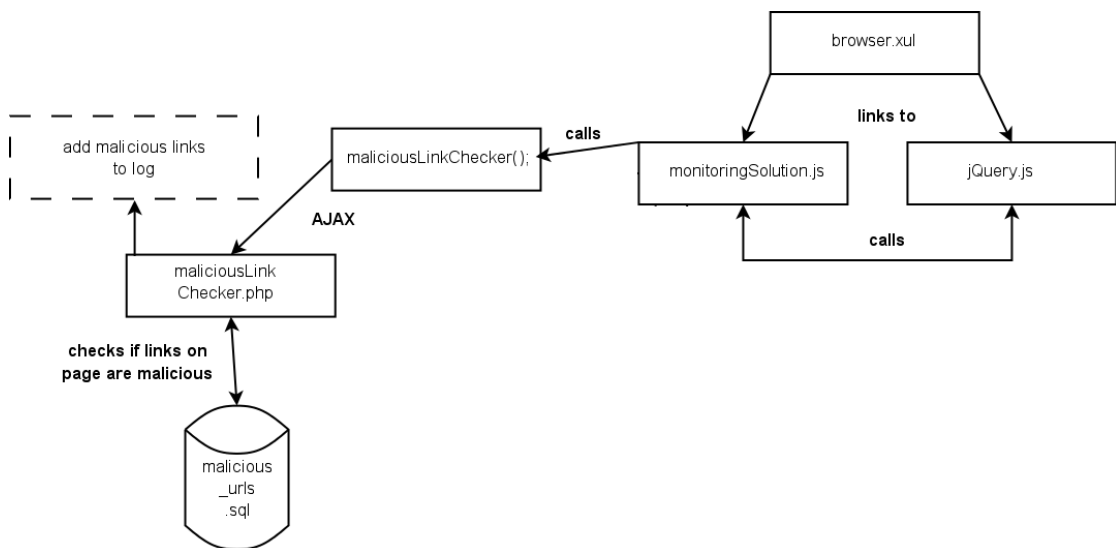 browser.xul
links to
add malicious links
to log
maliciousLinkChecker();
calls
monitoringSolution.js
jQuery.js
AJAX
calls
maliciousLink
Checker.php
checks if links on
page are malicious
malicious
_urls
.sql